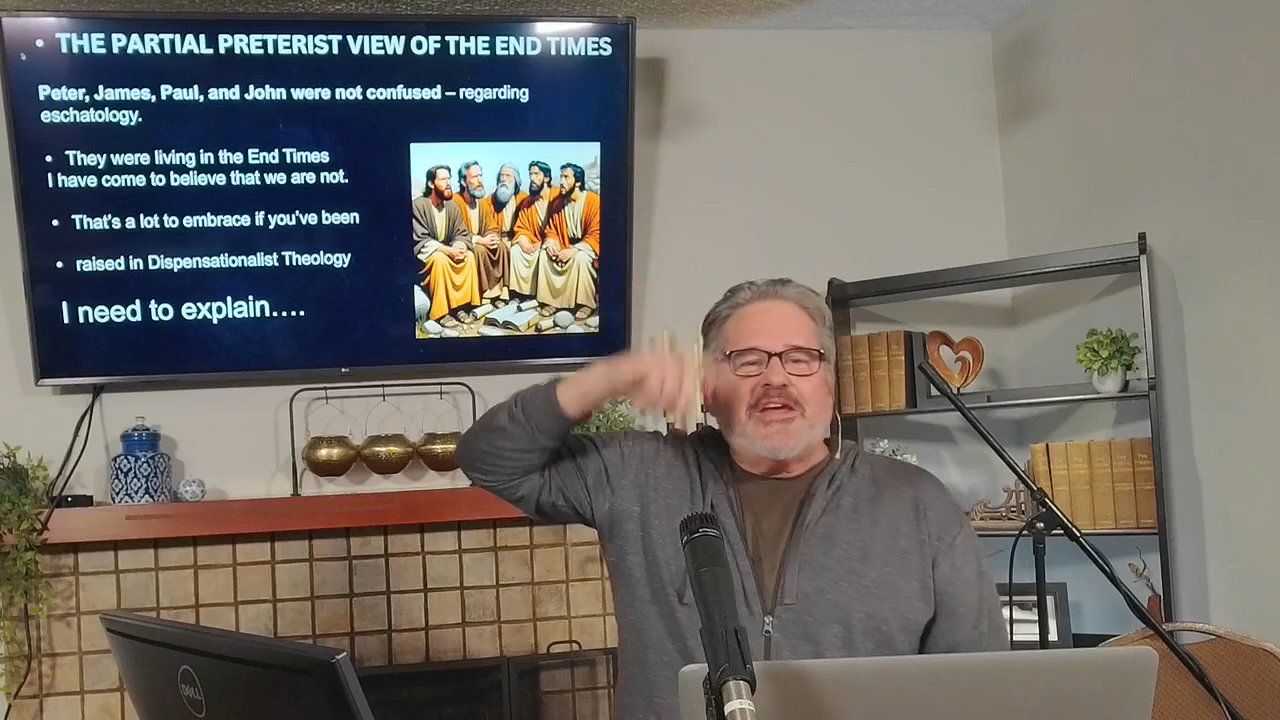 • THE PARTIAL PRETERIST VIEW OF THE END TIMES
Peter, James, Paul, and John were not confused – regarding
eschatology.
• They were living in the End Times
I have come to believe that we are not.
• That's a lot to embrace if you've been
• raised in Dispensationalist Theology
I need to explain….
LG
DELL